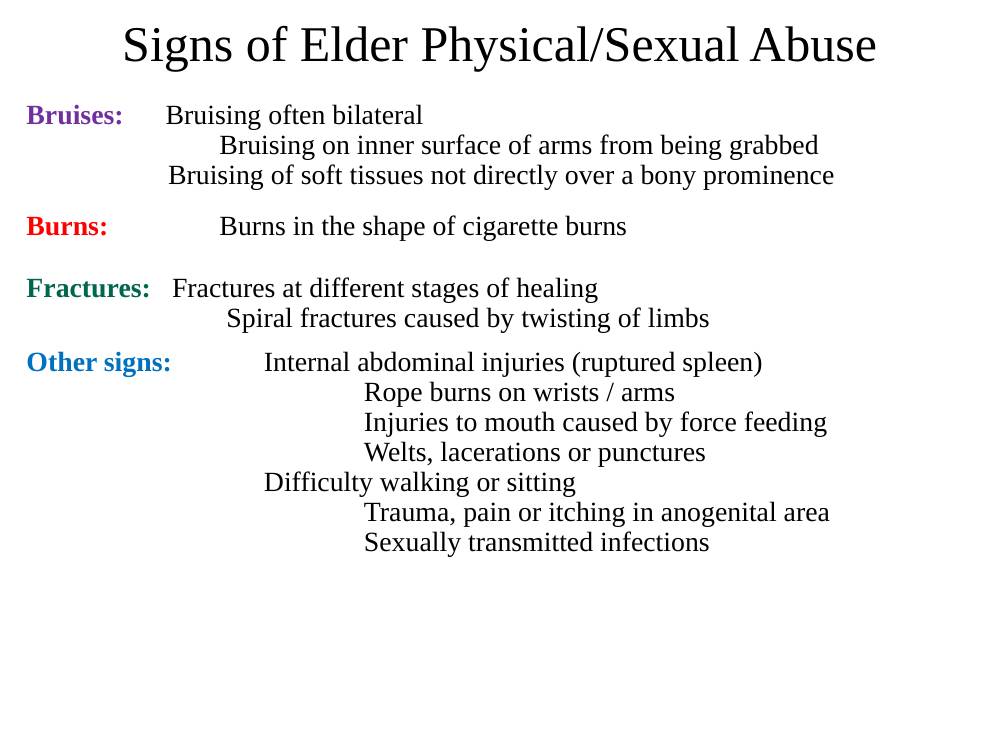 Signs of Elder Physical/Sexual Abuse
Bruises: Bruising often bilateral
Bruising on inner surface of arms from being grabbed
Bruising of soft tissues not directly over a bony prominence
Burns: Burns in the shape of cigarette burns
Fractures: Fractures at different stages of healing
Spiral fractures caused by twisting of limbs
Other signs: Internal abdominal injuries (ruptured spleen)
Rope burns on wrists / arms
Injuries to mouth caused by force feeding
Welts, lacerations or punctures
Difficulty walking or sitting
Trauma, pain or itching in anogenital area
Sexually transmitted infections